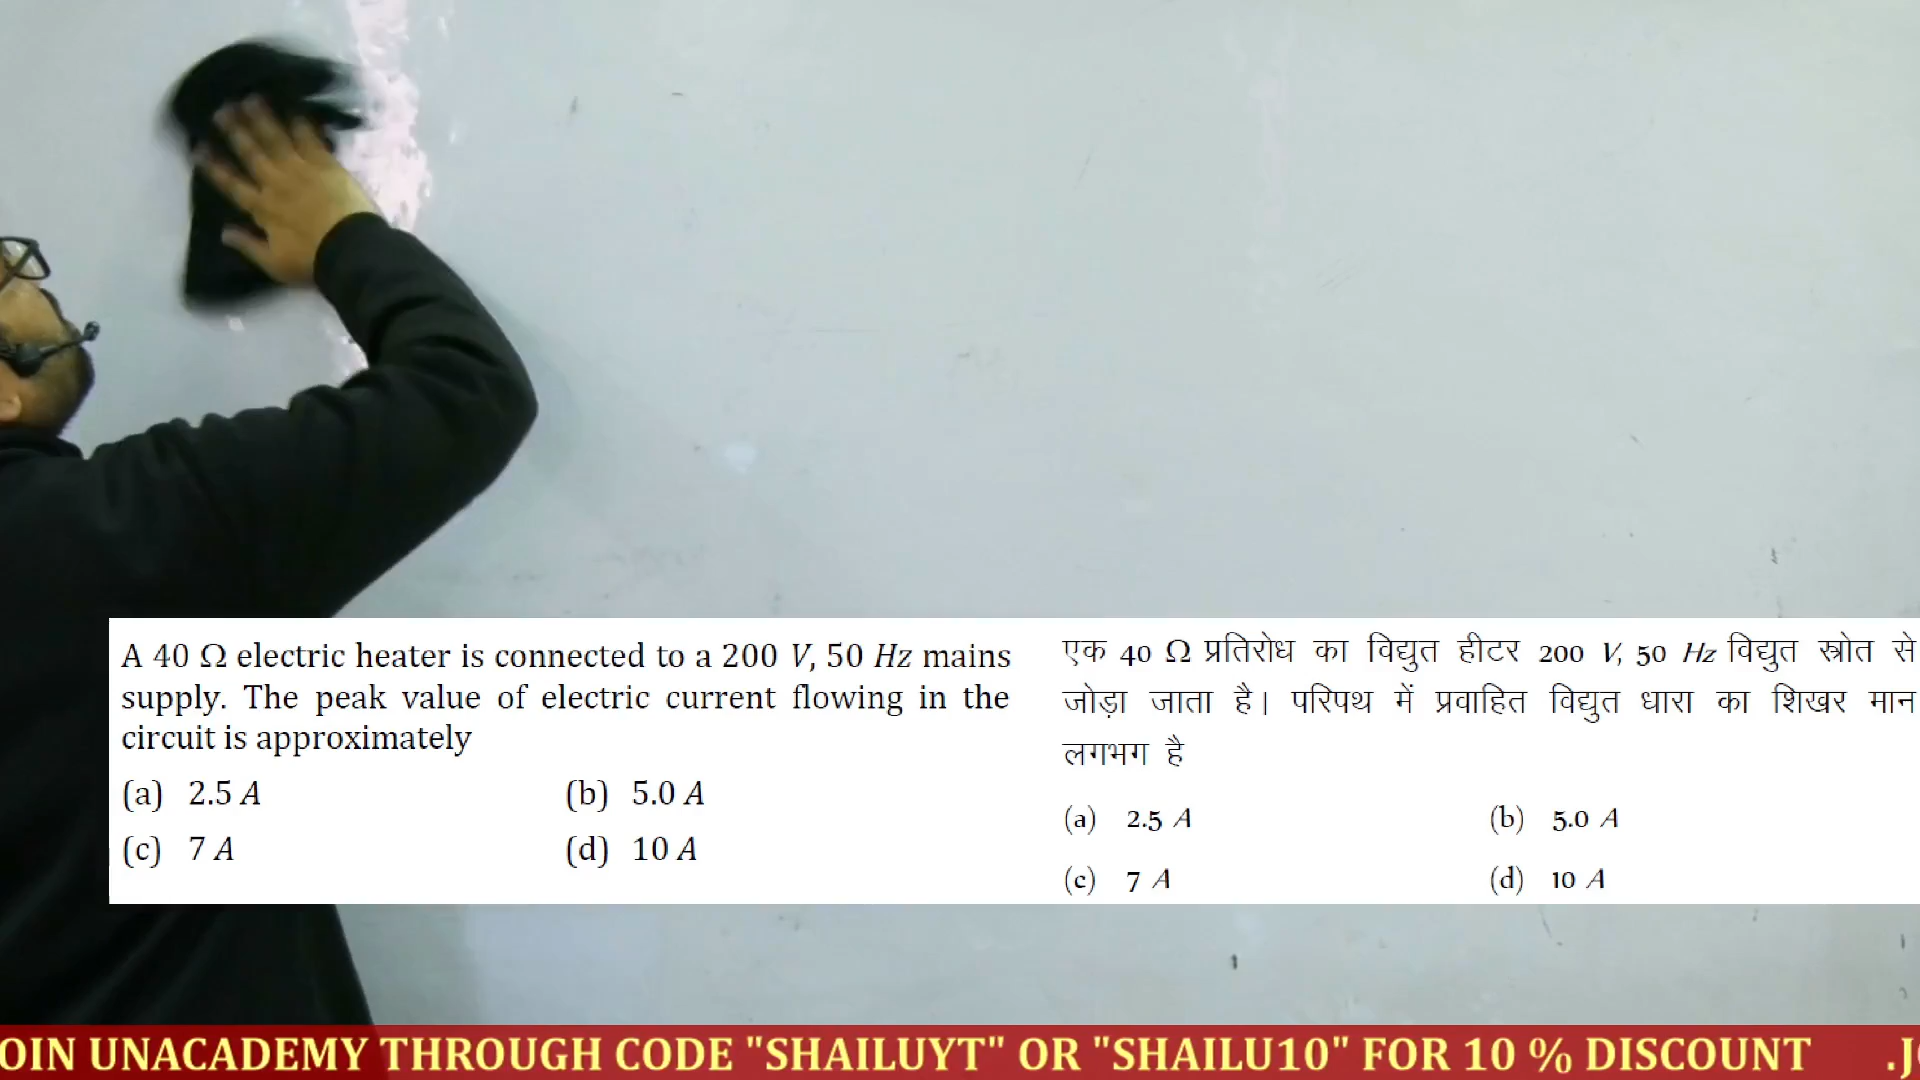 A 40 Ω electric heater is connected to a 200 V, 50 Hz mains
supply. The peak value of electric current flowing in the
circuit is approximately
(a) 2.5 A (b) 5.0 A
(c) 7 A (d) 10 A
एक 40 Ω प्रतिरोध का विद्युत हीटर 200 V, 50 Hz विद्युत स्त्रोत से
जोड़ा जाता है। परिपथ में प्रवाहित विद्युत धारा का शिखर मान
लगभग है
(a) 2.5 A (b) 5.0 A
(c) 7 A (d) 10 A
OIN UNACADEMY THROUGH CODE "SHAILUYT" OR "SHAILU10" FOR 10 % DISCOUNT .J